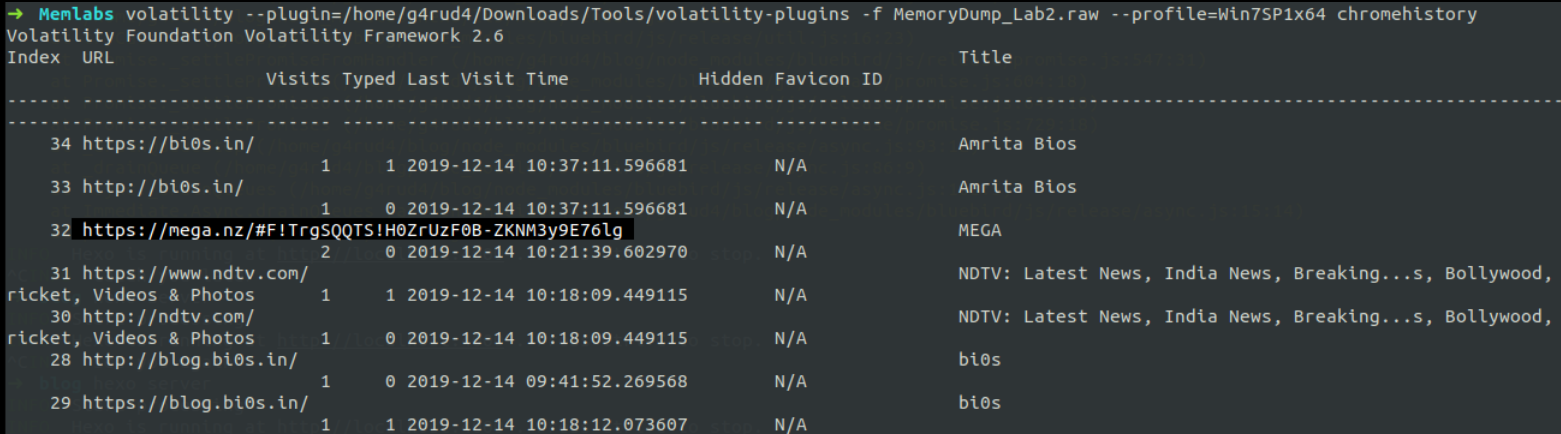 → Memlabs volatility --plugin=/home/g4rud4/Downloads/Tools/volatility-plugins -f MemoryDump_Lab2.raw --profile=Win7SP1x64 chromehistory
Volatility Foundation Volatility Framework 2.6
Index URL Title
Visits Typed Last Visit Time Hidden Favicon ID
------ -------------------------------------------------------------------------------- --------------------------------------------------------
----------------------- ------ ----- -------------------------- ------ ----------
34 https://bi0s.in/ Amrita Bios
1 1 2019-12-14 10:37:11.596681 N/A
33 http://bi0s.in/ Amrita Bios
1 0 2019-12-14 10:37:11.596681 N/A
32 https://mega.nz/#F!TrgSQQTS!H0ZrUzF0B-ZKNM3y9E76lg MEGA
2 0 2019-12-14 10:21:39.602970 N/A
31 https://www.ndtv.com/ NDTV: Latest News, India News, Breaking...s, Bollywood,
ricket, Videos & Photos 1 1 2019-12-14 10:18:09.449115 N/A
30 http://ndtv.com/ NDTV: Latest News, India News, Breaking...s, Bollywood,
ricket, Videos & Photos 1 0 2019-12-14 10:18:09.449115 N/A
28 http://blog.bi0s.in/ bi0s
1 0 2019-12-14 09:41:52.269568 N/A
29 https://blog.bi0s.in/ bi0s
1 1 2019-12-14 10:18:12.073607 N/A